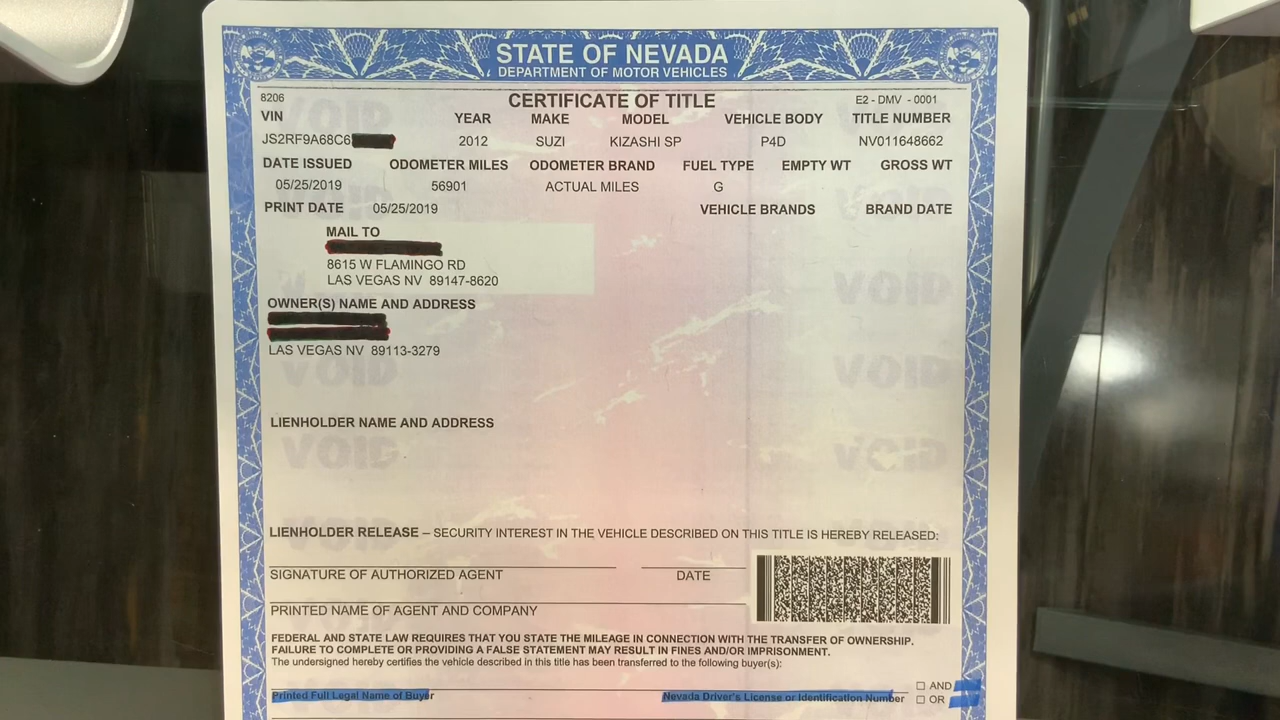 STATE OF NEVADA
DEPARTMENT OF MOTOR VEHICLES
8206 CERTIFICATE OF TITLE E2 - DMV - 0001
VIN YEAR MAKE MODEL VEHICLE BODY TITLE NUMBER
JS2RF9A68C6 2012 SUZI KIZASHI SP P4D NV011648662
DATE ISSUED ODOMETER MILES ODOMETER BRAND FUEL TYPE EMPTY WT GROSS WT
05/25/2019 56901 ACTUAL MILES G
PRINT DATE 05/25/2019 VEHICLE BRANDS BRAND DATE
MAIL TO
8615 W FLAMINGO RD
LAS VEGAS NV 89147-8620
OWNER(S) NAME AND ADDRESS
LAS VEGAS NV 89113-3279
VOID VOID
LIENHOLDER NAME AND ADDRESS
VOID VOID
LIENHOLDER RELEASE – SECURITY INTEREST IN THE VEHICLE DESCRIBED ON THIS TITLE IS HEREBY RELEASED:
SIGNATURE OF AUTHORIZED AGENT DATE
PRINTED NAME OF AGENT AND COMPANY
FEDERAL AND STATE LAW REQUIRES THAT YOU STATE THE MILEAGE IN CONNECTION WITH THE TRANSFER OF OWNERSHIP.
FAILURE TO COMPLETE OR PROVIDING A FALSE STATEMENT MAY RESULT IN FINES AND/OR IMPRISONMENT.
The undersigned hereby certifies the vehicle described in this title has been transferred to the following buyer(s):
☐ AND
Printed Full Legal Name of Buyer Nevada Driver's License or Identification Number ☐ OR